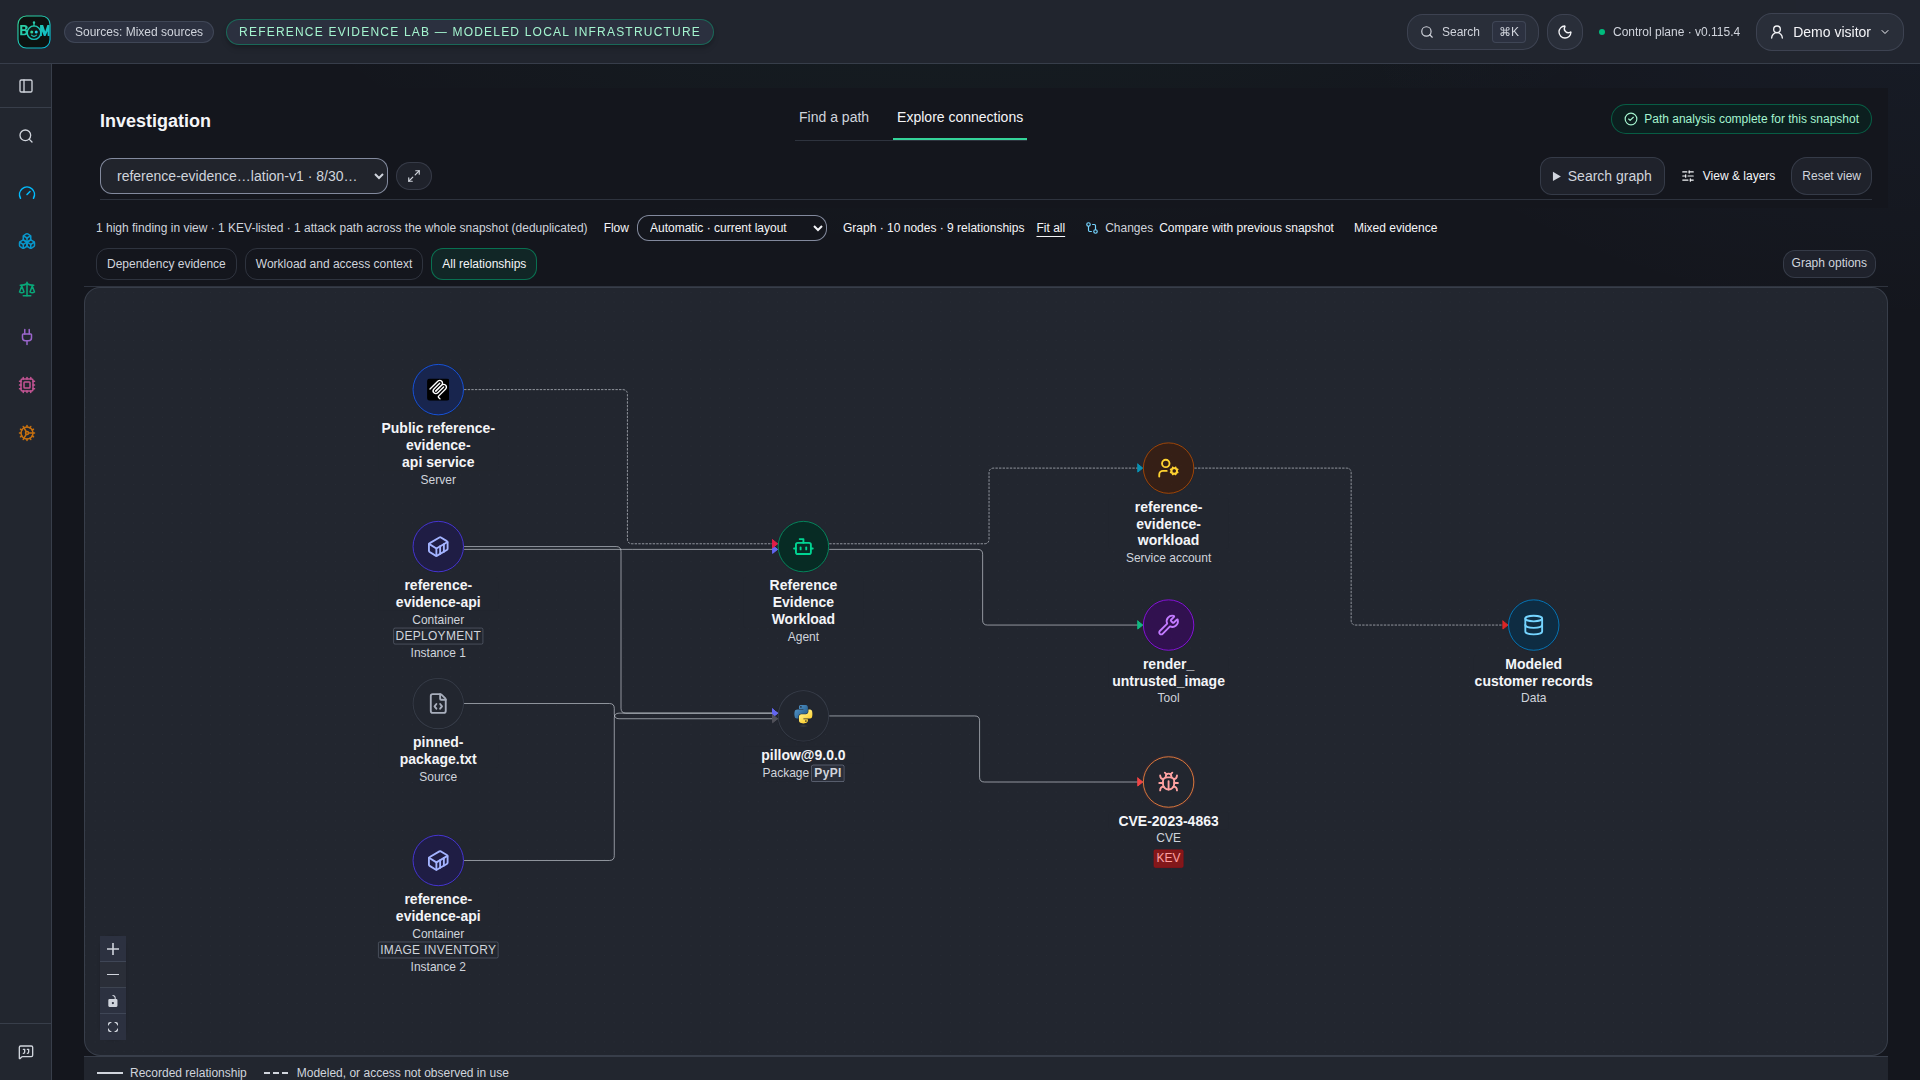 BOM
Sources: Mixed sources
REFERENCE EVIDENCE LAB — MODELED LOCAL INFRASTRUCTURE
Search ⌘K
Control plane · v0.115.4
Demo visitor
Investigation
Find a path
Explore connections
Path analysis complete for this snapshot
reference-evidence…lation-v1 · 8/30…
Search graph
View & layers
Reset view
1 high finding in view · 1 KEV-listed · 1 attack path across the whole snapshot (deduplicated)
Flow
Automatic · current layout
Graph · 10 nodes · 9 relationships
Fit all
Changes
Compare with previous snapshot
Mixed evidence
Dependency evidence
Workload and access context
All relationships
Graph options
Public reference-
evidence-
api service
Server
reference-
evidence-api
Container
DEPLOYMENT
Instance 1
pinned-
package.txt
Source
reference-
evidence-api
Container
IMAGE INVENTORY
Instance 2
Reference
Evidence
Workload
Agent
pillow@9.0.0
Package PyPI
reference-
evidence-
workload
Service account
render_
untrusted_image
Tool
CVE-2023-4863
CVE
KEV
Modeled
customer records
Data
Recorded relationship
Modeled, or access not observed in use